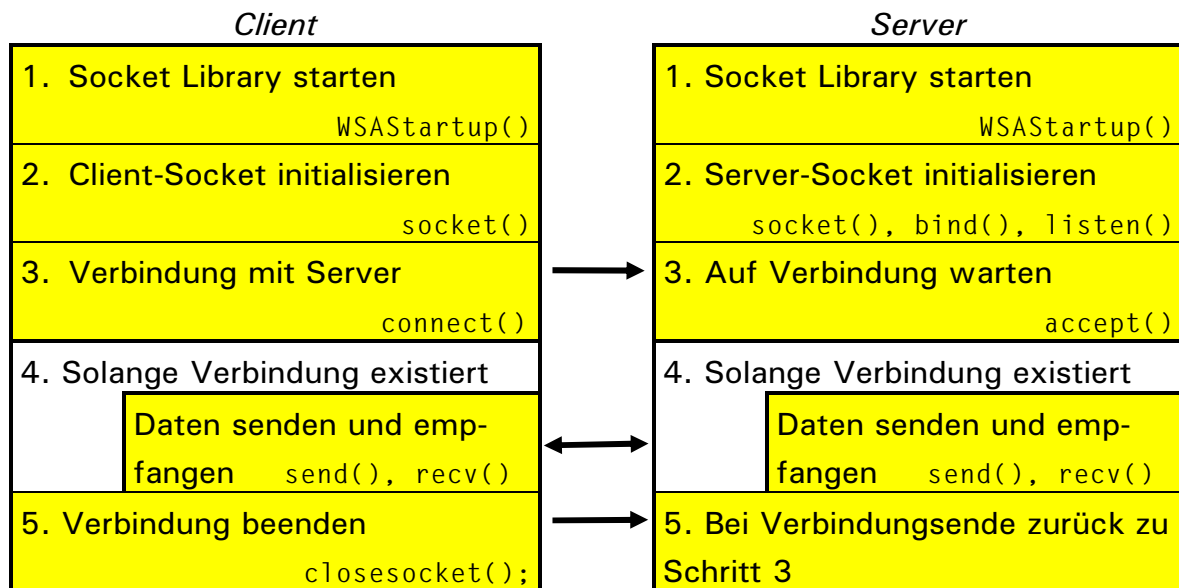 Client
1. Socket Library starten
WSAStartup()
2. Client-Socket initialisieren
socket()
3. Verbindung mit Server
connect()
4. Solange Verbindung existiert
Daten senden und emp-
fangen send(), recv()
5. Verbindung beenden
closesocket();
Server
1. Socket Library starten
WSAStartup()
2. Server-Socket initialisieren
socket(), bind(), listen()
3. Auf Verbindung warten
accept()
4. Solange Verbindung existiert
Daten senden und emp-
fangen send(), recv()
5. Bei Verbindungsende zurück zu
Schritt 3